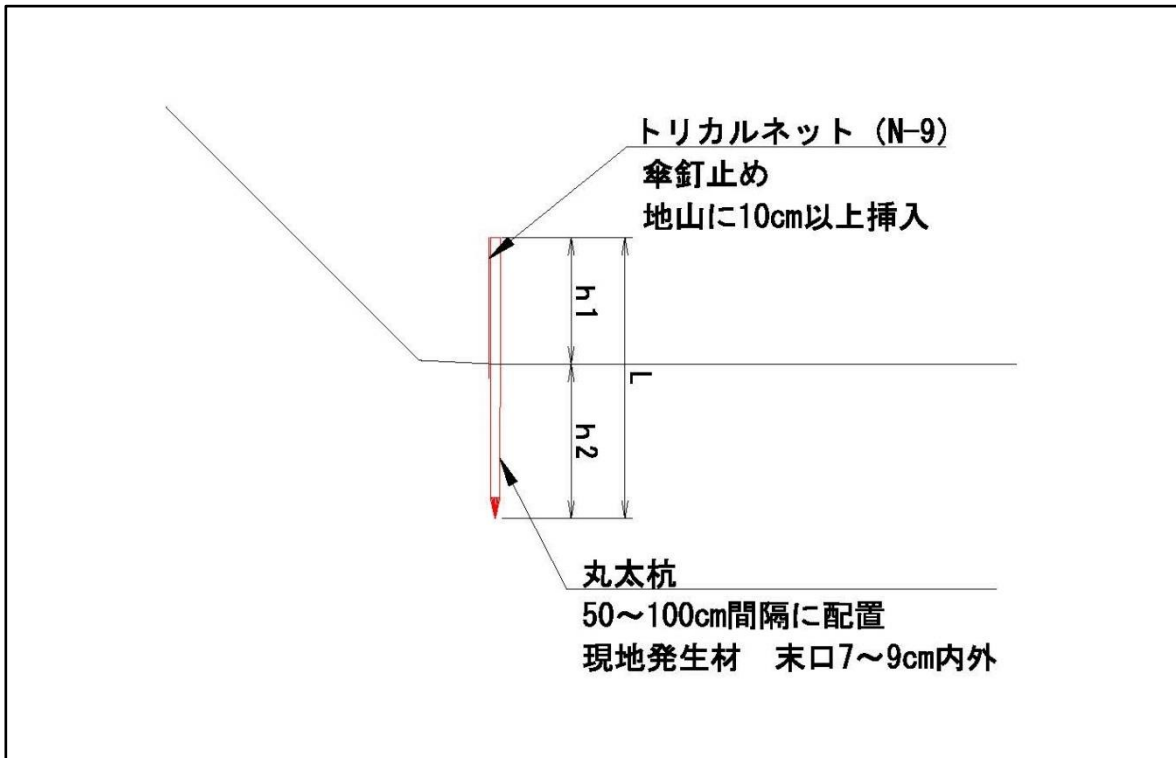 トリカルネット (N-9)
傘釘止め
地山に10cm以上挿入
h1
L
h2
丸太杭
50～100cm間隔に配置
現地発生材　末口7～9cm内外